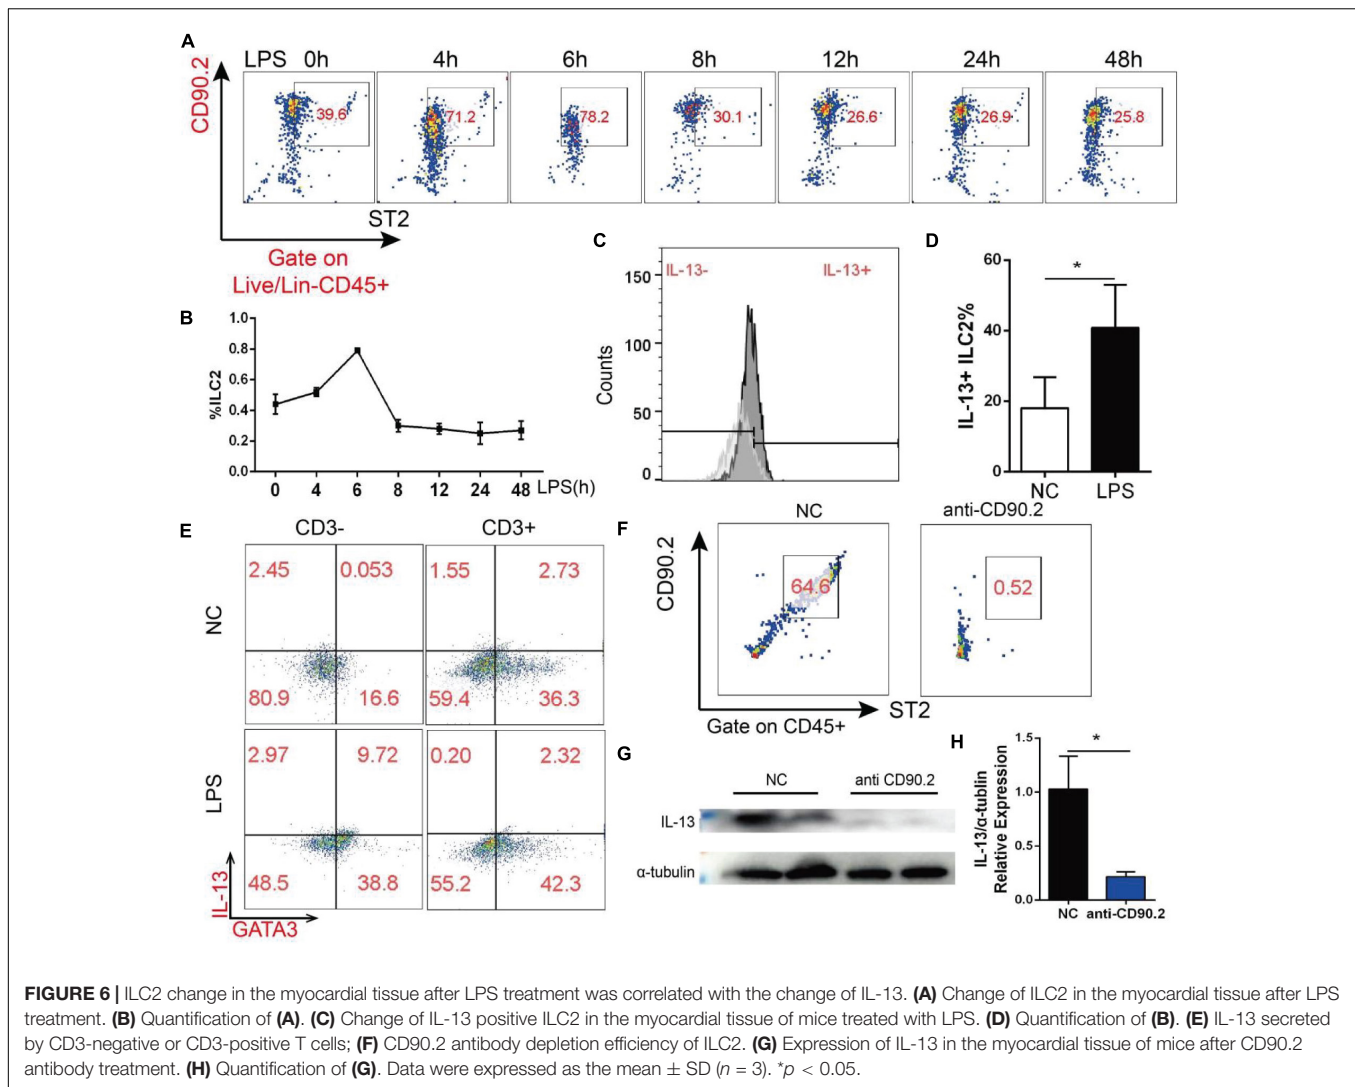 A
LPS 0h 4h 6h 8h 12h 24h 48h
CD90.2
39.6 71.2 78.2 30.1 26.6 26.9 25.8
ST2
Gate on
Live/Lin-CD45+
B
%ILC2
1.0
0.8
0.6
0.4
0.2
0.0
0 4 6 8 12 24 48 LPS(h)
C
IL-13- IL-13+
Counts
150
100
50
0
D
IL-13+ ILC2%
60
40
20
0
*
NC LPS
E
CD3- CD3+
NC
2.45 0.053 1.55 2.73
80.9 16.6 59.4 36.3
LPS
2.97 9.72 0.20 2.32
48.5 38.8 55.2 42.3
IL-13
GATA3
F
NC anti-CD90.2
CD90.2
64.6 0.52
Gate on CD45+ ST2
G
NC anti CD90.2
IL-13
α-tubulin
H
IL-13/α-tublin
Relative Expression
1.5
1.0
0.5
0.0
*
NC anti-CD90.2
FIGURE 6 | ILC2 change in the myocardial tissue after LPS treatment was correlated with the change of IL-13. (A) Change of ILC2 in the myocardial tissue after LPS
treatment. (B) Quantification of (A). (C) Change of IL-13 positive ILC2 in the myocardial tissue of mice treated with LPS. (D) Quantification of (B). (E) IL-13 secreted
by CD3-negative or CD3-positive T cells; (F) CD90.2 antibody depletion efficiency of ILC2. (G) Expression of IL-13 in the myocardial tissue of mice after CD90.2
antibody treatment. (H) Quantification of (G). Data were expressed as the mean ± SD (n = 3). *p < 0.05.